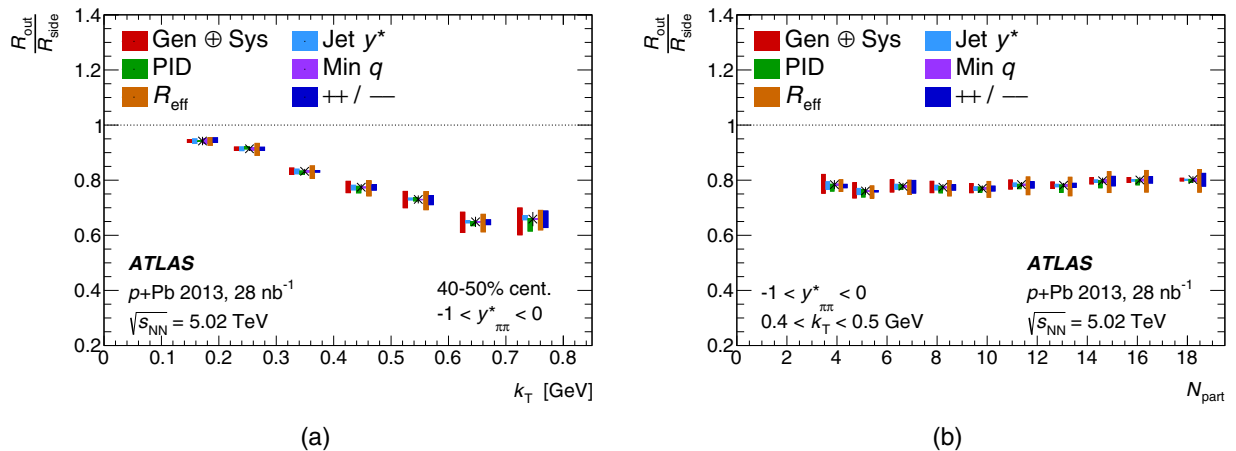 R_out / R_side
1.4
1.2
1
0.8
0.6
0.4
0.2
Gen ⊕ Sys
PID
R_eff
Jet y*
Min q
++ / −−
ATLAS
p+Pb 2013, 28 nb⁻¹
√s_NN = 5.02 TeV
40-50% cent.
-1 < y*_ππ < 0
0 0.1 0.2 0.3 0.4 0.5 0.6 0.7 0.8
k_T [GeV]
(a)
R_out / R_side
1.4
1.2
1
0.8
0.6
0.4
0.2
Gen ⊕ Sys
PID
R_eff
Jet y*
Min q
++ / −−
-1 < y*_ππ < 0
0.4 < k_T < 0.5 GeV
ATLAS
p+Pb 2013, 28 nb⁻¹
√s_NN = 5.02 TeV
0 2 4 6 8 10 12 14 16 18
N_part
(b)